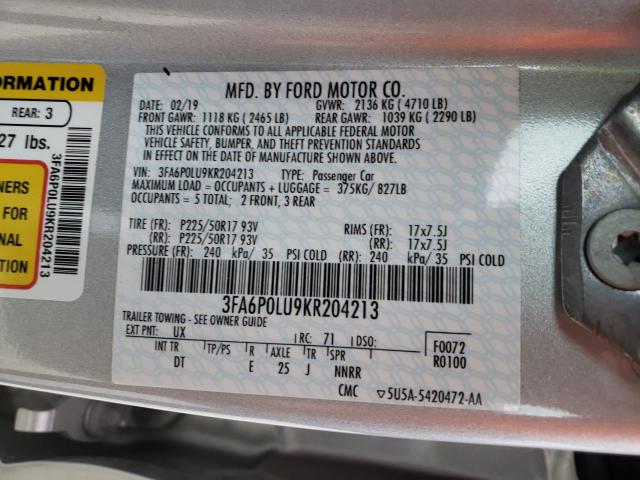 ORMATION
REAR: 3
27 lbs.
NERS
FOR
ONAL
N
3FA6P0LU9KR204213
MFD. BY FORD MOTOR CO.
DATE: 02/19 GVWR: 2136 KG ( 4710 LB)
FRONT GAWR: 1118 KG ( 2465 LB) REAR GAWR: 1039 KG ( 2290 LB)
THIS VEHICLE CONFORMS TO ALL APPLICABLE FEDERAL MOTOR
VEHICLE SAFETY, BUMPER, AND THEFT PREVENTION STANDARDS
IN EFFECT ON THE DATE OF MANUFACTURE SHOWN ABOVE.
VIN: 3FA6P0LU9KR204213 TYPE: Passenger Car
MAXIMUM LOAD = OCCUPANTS + LUGGAGE = 375KG/ 827LB
OCCUPANTS = 5 TOTAL; 2 FRONT, 3 REAR
TIRE (FR): P225/50R17 93V RIMS (FR): 17x7.5J
(RR): P225/50R17 93V (RR): 17x7.5J
PRESSURE (FR): 240 kPa/ 35 PSI COLD (RR): 240 kPa/ 35 PSI COLD
3FA6P0LU9KR204213
TRAILER TOWING - SEE OWNER GUIDE
EXT PNT: UX RC: 71 DSO: F0072
INT TR TP/PS R AXLE TR SPR R0100
DT E 25 J NNRR
CMC ▽5U5A-5420472-AA